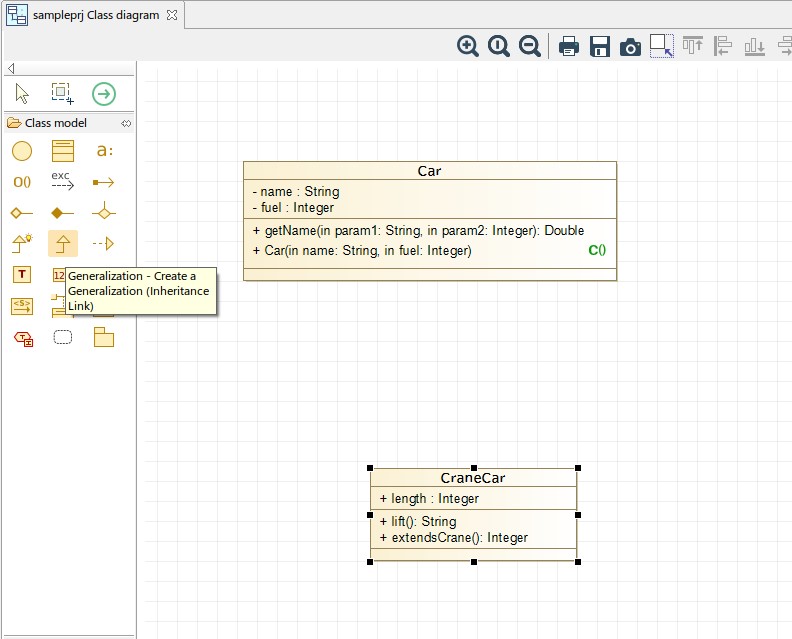 sampleprj Class diagram
Class model
a:
O()
exc
T
12
<S>
T
Generalization - Create a
Generalization (Inheritance
Link)
Car
- name : String
- fuel : Integer
+ getName(in param1: String, in param2: Integer): Double
+ Car(in name: String, in fuel: Integer)
C()
CraneCar
+ length : Integer
+ lift(): String
+ extendsCrane(): Integer